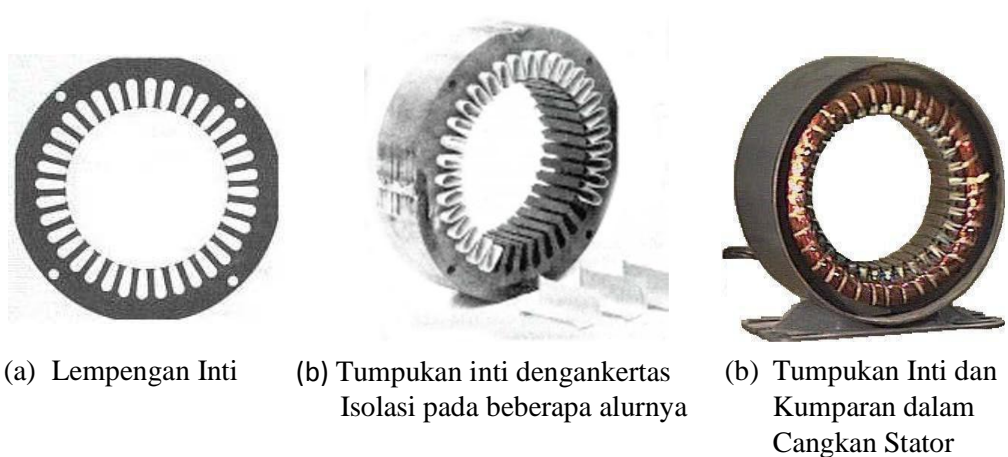 (a) Lempengan Inti
(b) Tumpukan inti dengankertas
Isolasi pada beberapa alurnya
(b) Tumpukan Inti dan
Kumparan dalam
Cangkan Stator